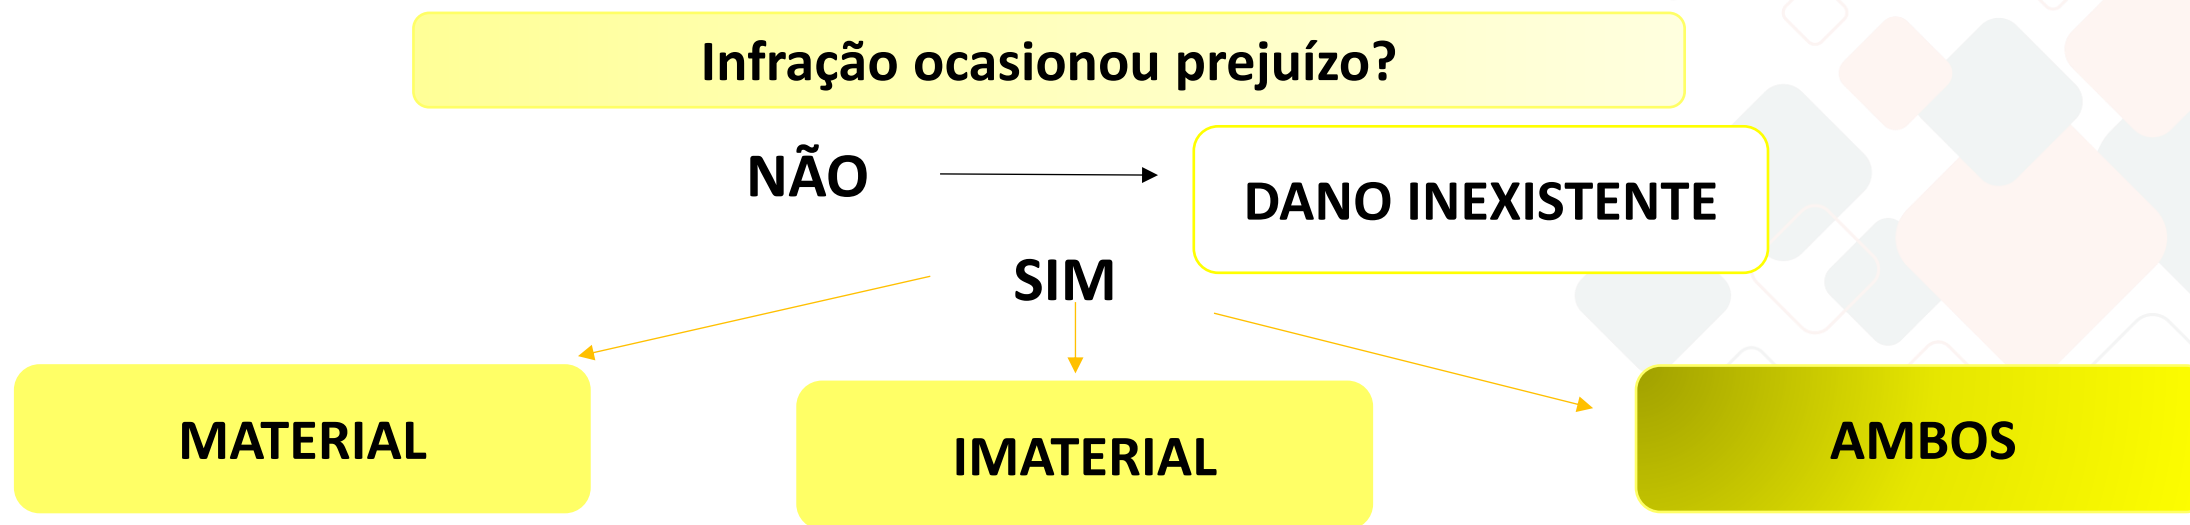 Infração ocasionou prejuízo?
NÃO
DANO INEXISTENTE
SIM
MATERIAL
IMATERIAL
AMBOS